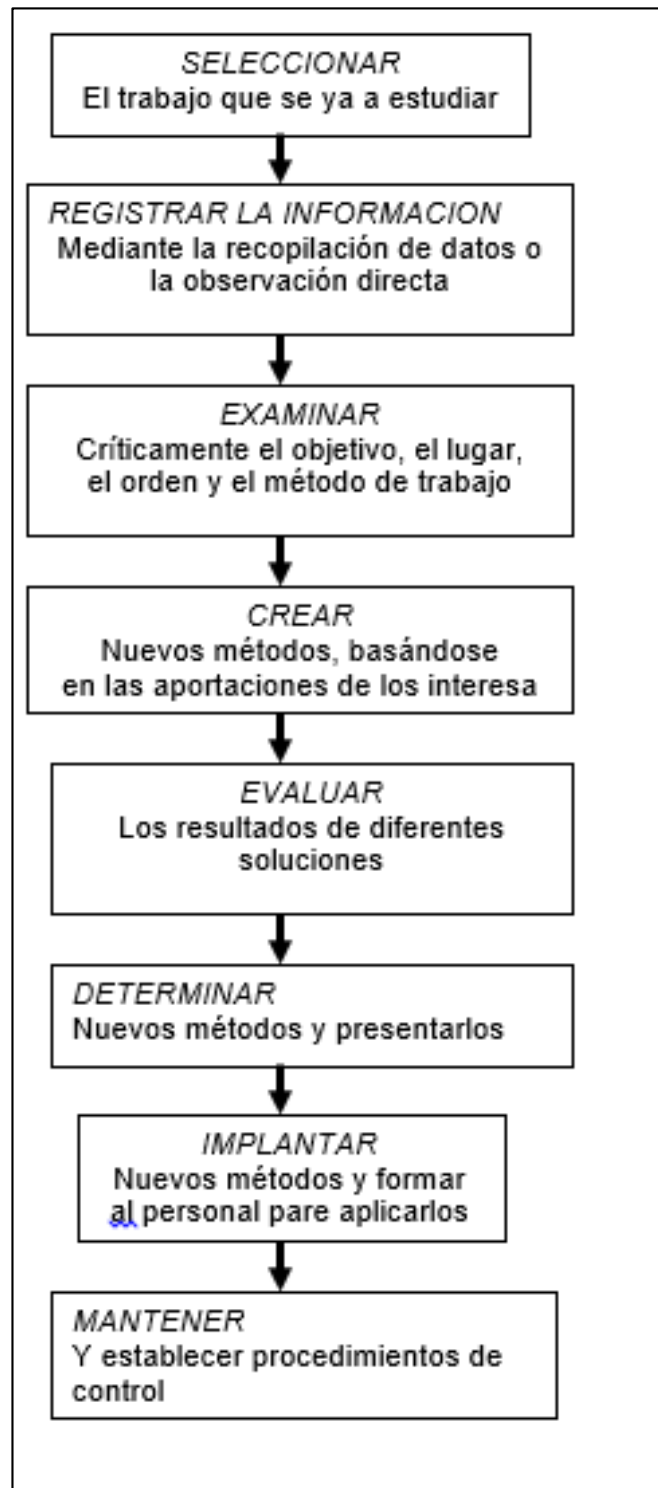 SELECCIONAR
El trabajo que se ya a estudiar
REGISTRAR LA INFORMACION
Mediante la recopilación de datos o
la observación directa
EXAMINAR
Críticamente el objetivo, el lugar,
el orden y el método de trabajo
CREAR
Nuevos métodos, basándose
en las aportaciones de los interesa
EVALUAR
Los resultados de diferentes
soluciones
DETERMINAR
Nuevos métodos y presentarlos
IMPLANTAR
Nuevos métodos y formar
al personal pare aplicarlos
MANTENER
Y establecer procedimientos de
control